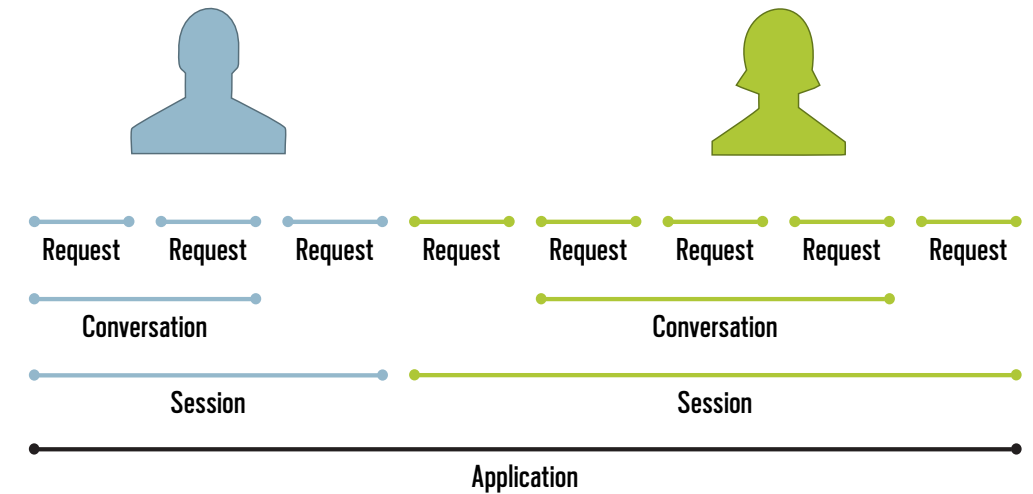 Request Request Request Request Request Request Request Request
Conversation Conversation
Session Session
Application